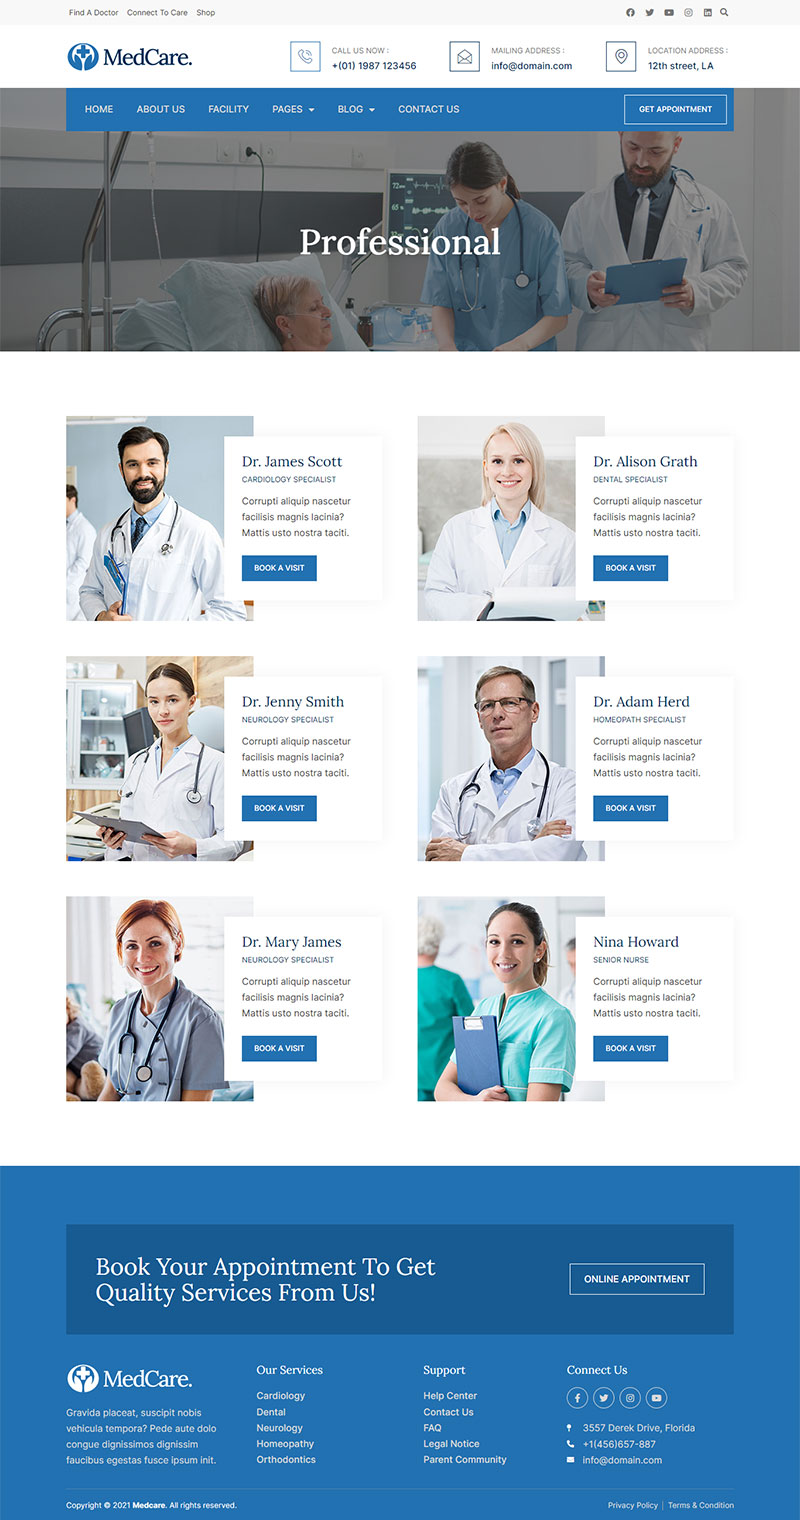 Find A Doctor Connect To Care Shop
MedCare.
CALL US NOW :
+(01) 1987 123456
MAILING ADDRESS :
info@domain.com
LOCATION ADDRESS :
12th street, LA
HOME ABOUT US FACILITY PAGES BLOG CONTACT US GET APPOINTMENT
72
65
Professional
Dr. James Scott
CARDIOLOGY SPECIALIST
Corrupti aliquip nascetur
facilisis magnis lacinia?
Mattis usto nostra taciti.
BOOK A VISIT
Dr. Alison Grath
DENTAL SPECIALIST
Corrupti aliquip nascetur
facilisis magnis lacinia?
Mattis usto nostra taciti.
BOOK A VISIT
Dr. Jenny Smith
NEUROLOGY SPECIALIST
Corrupti aliquip nascetur
facilisis magnis lacinia?
Mattis usto nostra taciti.
BOOK A VISIT
Dr. Adam Herd
HOMEOPATH SPECIALIST
Corrupti aliquip nascetur
facilisis magnis lacinia?
Mattis usto nostra taciti.
BOOK A VISIT
Dr. Mary James
NEUROLOGY SPECIALIST
Corrupti aliquip nascetur
facilisis magnis lacinia?
Mattis usto nostra taciti.
BOOK A VISIT
Nina Howard
SENIOR NURSE
Corrupti aliquip nascetur
facilisis magnis lacinia?
Mattis usto nostra taciti.
BOOK A VISIT
Book Your Appointment To Get
Quality Services From Us!
ONLINE APPOINTMENT
MedCare.
Gravida placeat, suscipit nobis
vehicula tempora? Pede aute dolo
congue dignissimos dignissim
faucibus egestas fusce ipsum init.
Our Services
Cardiology
Dental
Neurology
Homeopathy
Orthodontics
Support
Help Center
Contact Us
FAQ
Legal Notice
Parent Community
Connect Us
3557 Derek Drive, Florida
+1(456)657-887
info@domain.com
Copyright © 2021 Medcare. All rights reserved.
Privacy Policy | Terms & Condition